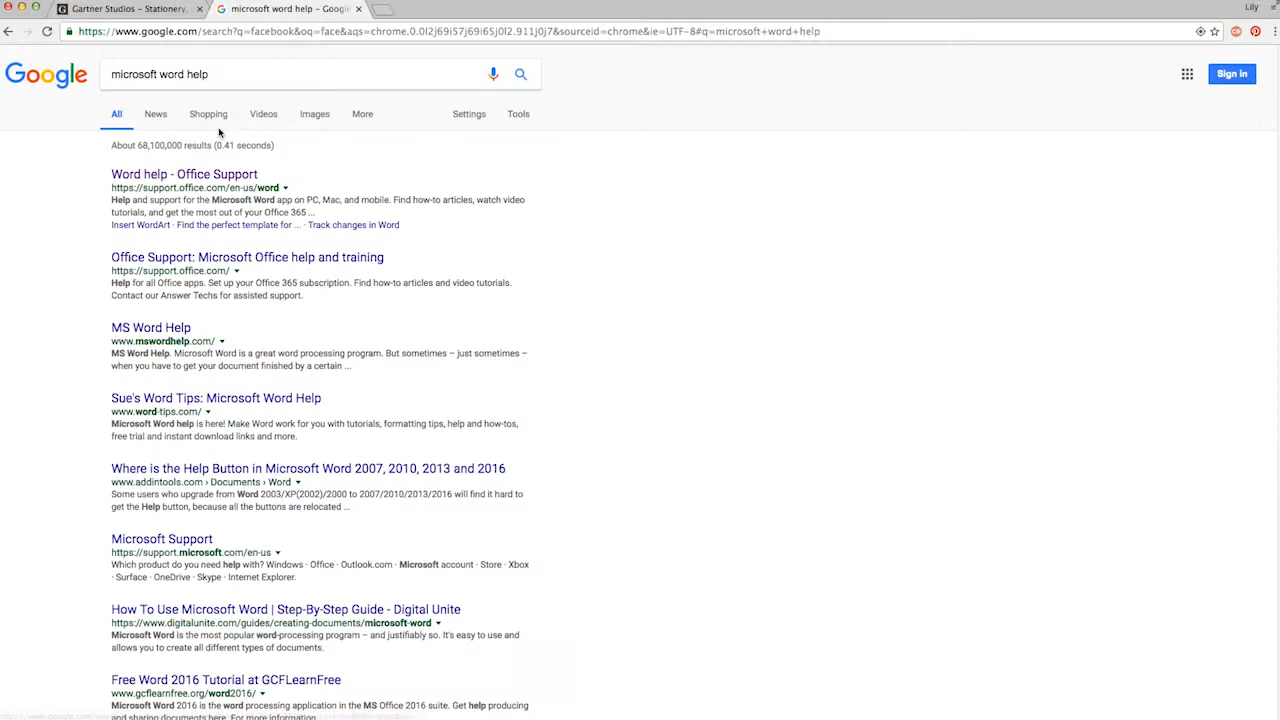 Gartner Studios – Stationery,
microsoft word help – Google
Lily
https://www.google.com/search?q=facebook&oq=face&aqs=chrome.0.0l2j69i57j69i65j0l2.911j0j7&sourceid=chrome&ie=UTF-8#q=microsoft+word+help
Google
microsoft word help
Sign in
All News Shopping Videos Images More Settings Tools
About 68,100,000 results (0.41 seconds)
Word help - Office Support
https://support.office.com/en-us/word
Help and support for the Microsoft Word app on PC, Mac, and mobile. Find how-to articles, watch video
tutorials, and get the most out of your Office 365 ...
Insert WordArt · Find the perfect template for ... · Track changes in Word
Office Support: Microsoft Office help and training
https://support.office.com/
Help for all Office apps. Set up your Office 365 subscription. Find how-to articles and video tutorials.
Contact our Answer Techs for assisted support.
MS Word Help
www.mswordhelp.com/
MS Word Help. Microsoft Word is a great word processing program. But sometimes – just sometimes –
when you have to get your document finished by a certain ...
Sue's Word Tips: Microsoft Word Help
www.word-tips.com/
Microsoft Word help is here! Make Word work for you with tutorials, formatting tips, help and how-tos,
free trial and instant download links and more.
Where is the Help Button in Microsoft Word 2007, 2010, 2013 and 2016
www.addintools.com › Documents › Word
Some users who upgrade from Word 2003/XP(2002)/2000 to 2007/2010/2013/2016 will find it hard to
get the Help button, because all the buttons are relocated ...
Microsoft Support
https://support.microsoft.com/en-us
Which product do you need help with? Windows · Office · Outlook.com · Microsoft account · Store · Xbox
· Surface · OneDrive · Skype · Internet Explorer.
How To Use Microsoft Word | Step-By-Step Guide - Digital Unite
https://www.digitalunite.com/guides/creating-documents/microsoft-word
Microsoft Word is the most popular word-processing program – and justifiably so. It's easy to use and
allows you to create all different types of documents.
Free Word 2016 Tutorial at GCFLearnFree
www.gcflearnfree.org/word2016/
Microsoft Word 2016 is the word processing application in the MS Office 2016 suite. Get help producing
and sharing documents here. For more information